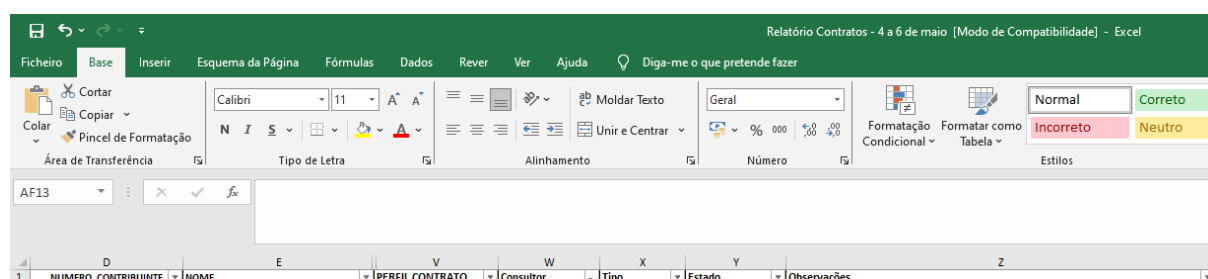 Relatório Contratos - 4 a 6 de maio [Modo de Compatibilidade] - Excel
Ficheiro Base Inserir Esquema da Página Fórmulas Dados Rever Ver Ajuda Diga-me o que pretende fazer
Colar
Cortar
Copiar
Pincel de Formatação
Área de Transferência
Calibri 11 A A
N I S A
Tipo de Letra
ab Moldar Texto
Unir e Centrar
Alinhamento
Geral
% 000 ,00 ,00
Número
Formatação Condicional
Formatar como Tabela
Normal Correto
Incorreto Neutro
Estilos
AF13 fx
D E V W X Y Z
1 NUMERO_CONTRIBUINTE NOME PERFIL CONTRATO Consultor Tipo Estado Observações